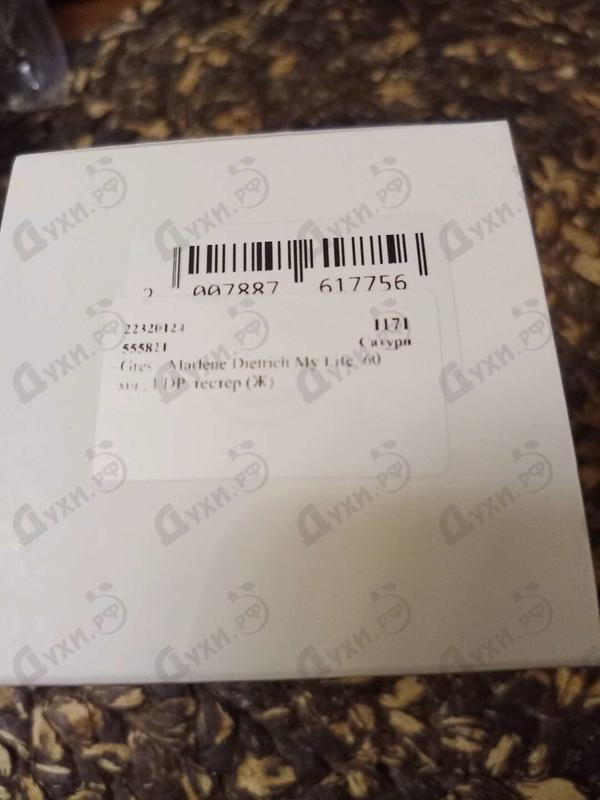 2 007887 617756
22320124 1171
555821 Сатурн
Gres Marlene Dietrich My Life, 60
мл., EDP тестер (Ж)
Духи.рф